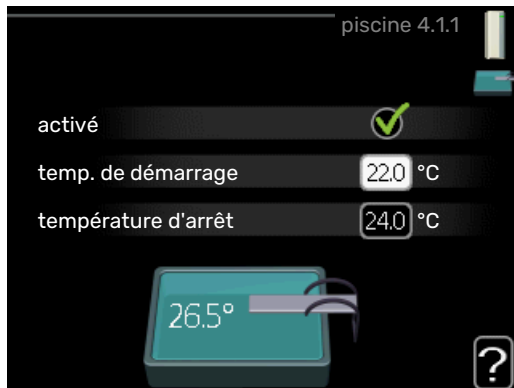 piscine 4.1.1
activé
temp. de démarrage 22.0 °C
température d'arrêt 24.0 °C
26.5°
?